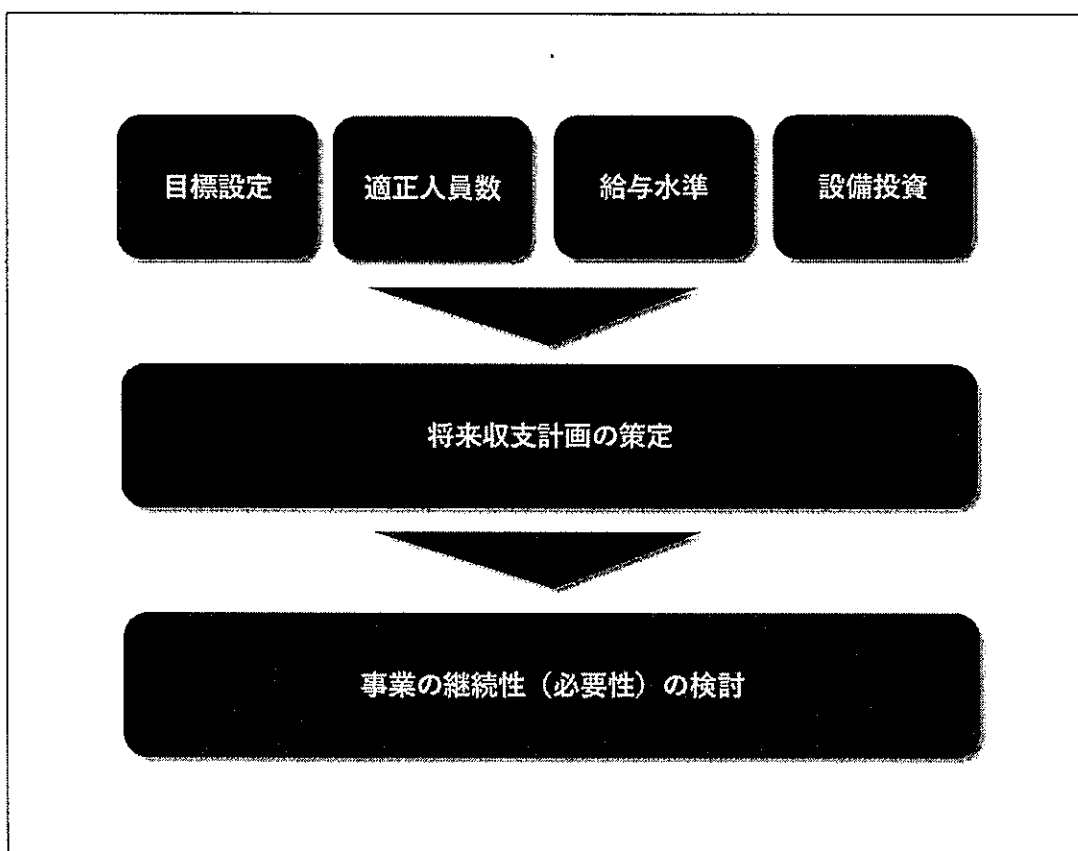 目標設定
適正人員数
給与水準
設備投資
将来収支計画の策定
事業の継続性（必要性）の検討